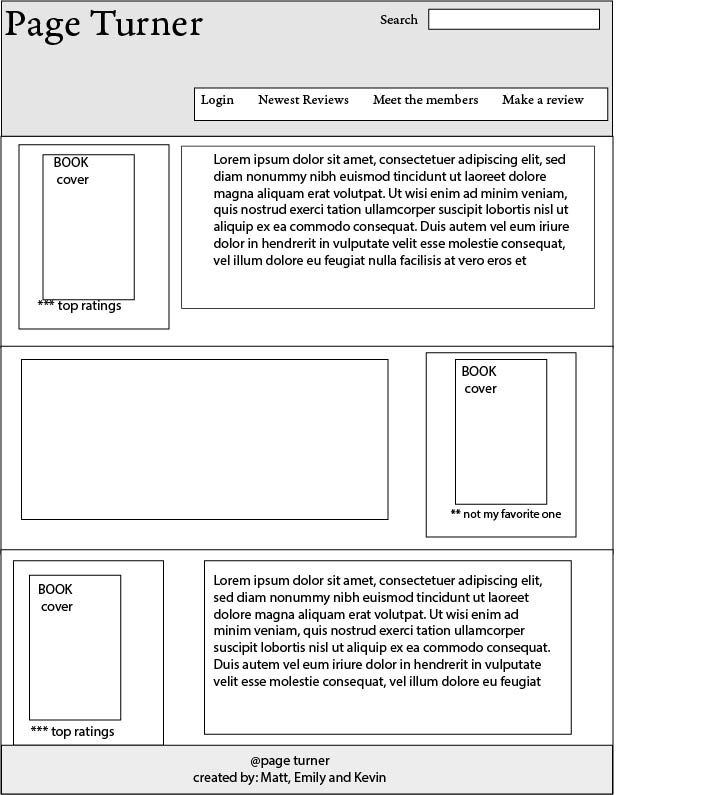 Page Turner
Search
Login Newest Reviews Meet the members Make a review
BOOK
cover
*** top ratings
Lorem ipsum dolor sit amet, consectetuer adipiscing elit, sed
diam nonummy nibh euismod tincidunt ut laoreet dolore
magna aliquam erat volutpat. Ut wisi enim ad minim veniam,
quis nostrud exerci tation ullamcorper suscipit lobortis nisl ut
aliquip ex ea commodo consequat. Duis autem vel eum iriure
dolor in hendrerit in vulputate velit esse molestie consequat,
vel illum dolore eu feugiat nulla facilisis at vero eros et
BOOK
cover
** not my favorite one
BOOK
cover
*** top ratings
Lorem ipsum dolor sit amet, consectetuer adipiscing elit,
sed diam nonummy nibh euismod tincidunt ut laoreet
dolore magna aliquam erat volutpat. Ut wisi enim ad
minim veniam, quis nostrud exerci tation ullamcorper
suscipit lobortis nisl ut aliquip ex ea commodo consequat.
Duis autem vel eum iriure dolor in hendrerit in vulputate
velit esse molestie consequat, vel illum dolore eu feugiat
@page turner
created by: Matt, Emily and Kevin